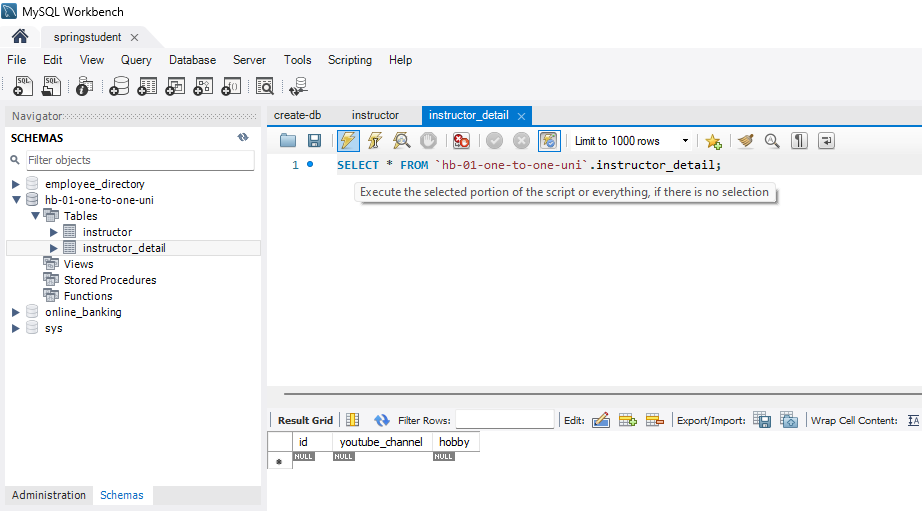 MySQL Workbench
springstudent
File Edit View Query Database Server Tools Scripting Help
SQL SQL
Navigator
SCHEMAS
Filter objects
employee_directory
hb-01-one-to-one-uni
Tables
instructor
instructor_detail
Views
Stored Procedures
Functions
online_banking
sys
Administration Schemas
create-db instructor instructor_detail
Limit to 1000 rows
1 SELECT * FROM `hb-01-one-to-one-uni`.instructor_detail;
Execute the selected portion of the script or everything, if there is no selection
Result Grid Filter Rows: Edit: Export/Import: Wrap Cell Content: IA
id youtube_channel hobby
* NULL NULL NULL